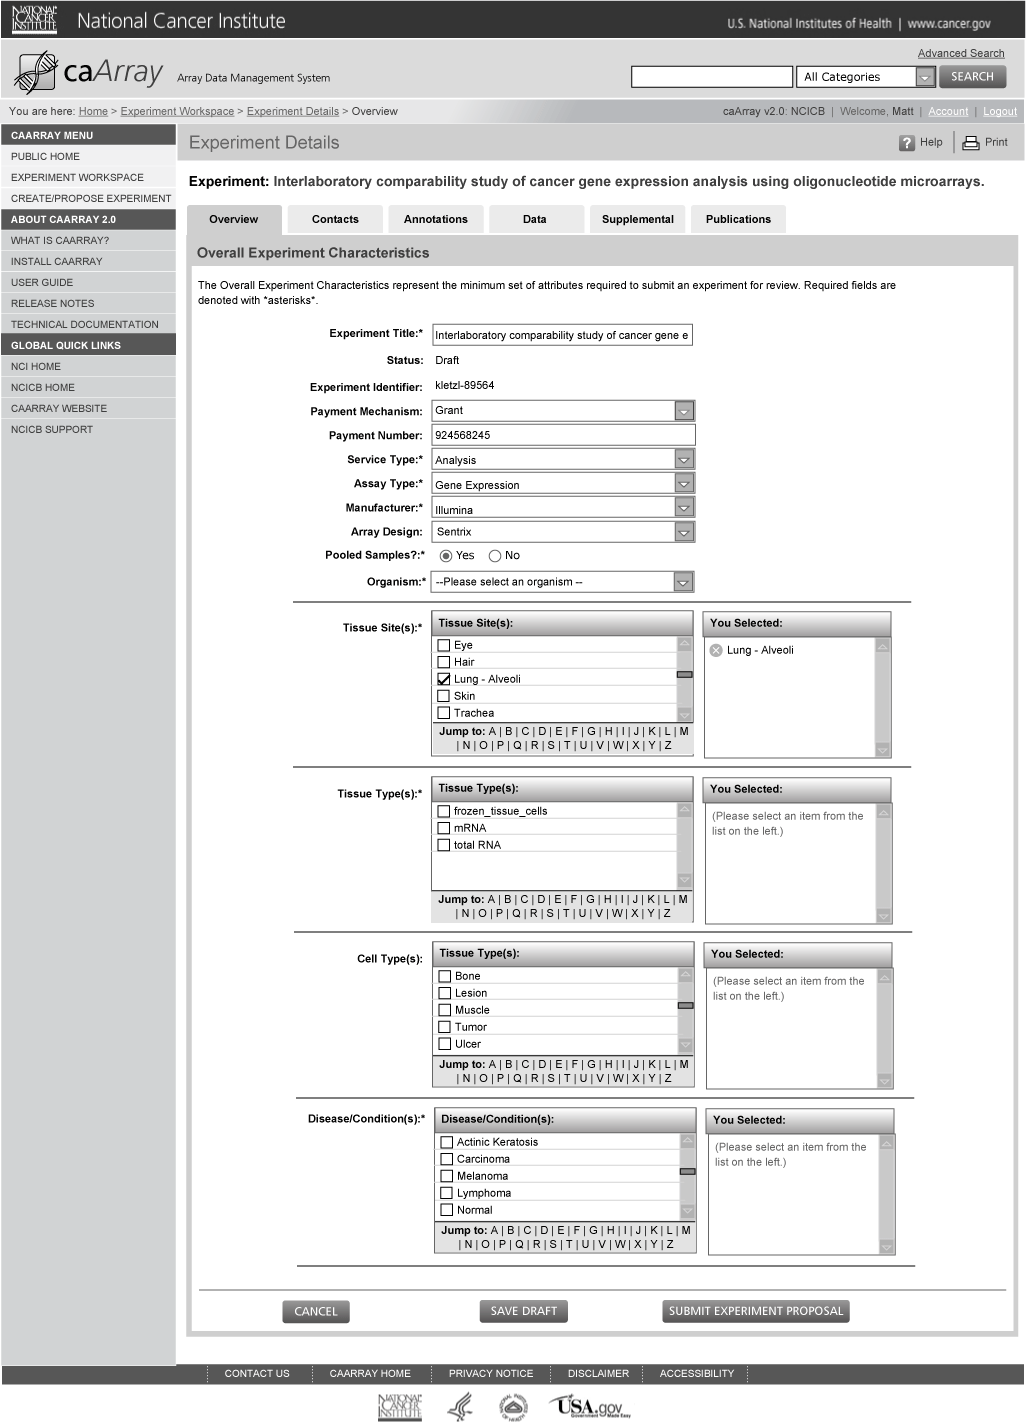 NATIONAL CANCER INSTITUTE National Cancer Institute
U.S. National Institutes of Health | www.cancer.gov
Advanced Search
caArray Array Data Management System
All Categories SEARCH
You are here: Home > Experiment Workspace > Experiment Details > Overview
caArray v2.0: NCICB | Welcome, Matt | Account | Logout
CAARRAY MENU
PUBLIC HOME
EXPERIMENT WORKSPACE
CREATE/PROPOSE EXPERIMENT
ABOUT CAARRAY 2.0
WHAT IS CAARRAY?
INSTALL CAARRAY
USER GUIDE
RELEASE NOTES
TECHNICAL DOCUMENTATION
GLOBAL QUICK LINKS
NCI HOME
NCICB HOME
CAARRAY WEBSITE
NCICB SUPPORT
Experiment Details
? Help Print
Experiment: Interlaboratory comparability study of cancer gene expression analysis using oligonucleotide microarrays.
Overview Contacts Annotations Data Supplemental Publications
Overall Experiment Characteristics
The Overall Experiment Characteristics represent the minimum set of attributes required to submit an experiment for review. Required fields are
denoted with *asterisks*.
Experiment Title:* Interlaboratory comparability study of cancer gene e
Status: Draft
Experiment Identifier: kletzl-89564
Payment Mechanism: Grant
Payment Number: 924568245
Service Type:* Analysis
Assay Type:* Gene Expression
Manufacturer:* Illumina
Array Design: Sentrix
Pooled Samples?:* Yes No
Organism:* --Please select an organism --
Tissue Site(s):*
Tissue Site(s):
Eye
Hair
Lung - Alveoli
Skin
Trachea
Jump to: A | B | C | D | E | F | G | H | I | J | K | L | M
| N | O | P | Q | R | S | T | U | V | W | X | Y | Z
You Selected:
Lung - Alveoli
Tissue Type(s):*
Tissue Type(s):
frozen_tissue_cells
mRNA
total RNA
Jump to: A | B | C | D | E | F | G | H | I | J | K | L | M
| N | O | P | Q | R | S | T | U | V | W | X | Y | Z
You Selected:
(Please select an item from the
list on the left.)
Cell Type(s):
Tissue Type(s):
Bone
Lesion
Muscle
Tumor
Ulcer
Jump to: A | B | C | D | E | F | G | H | I | J | K | L | M
| N | O | P | Q | R | S | T | U | V | W | X | Y | Z
You Selected:
(Please select an item from the
list on the left.)
Disease/Condition(s):*
Disease/Condition(s):
Actinic Keratosis
Carcinoma
Melanoma
Lymphoma
Normal
Jump to: A | B | C | D | E | F | G | H | I | J | K | L | M
| N | O | P | Q | R | S | T | U | V | W | X | Y | Z
You Selected:
(Please select an item from the
list on the left.)
CANCEL SAVE DRAFT SUBMIT EXPERIMENT PROPOSAL
CONTACT US CAARRAY HOME PRIVACY NOTICE DISCLAIMER ACCESSIBILITY
NATIONAL CANCER INSTITUTE
USA.gov
Government Made Easy